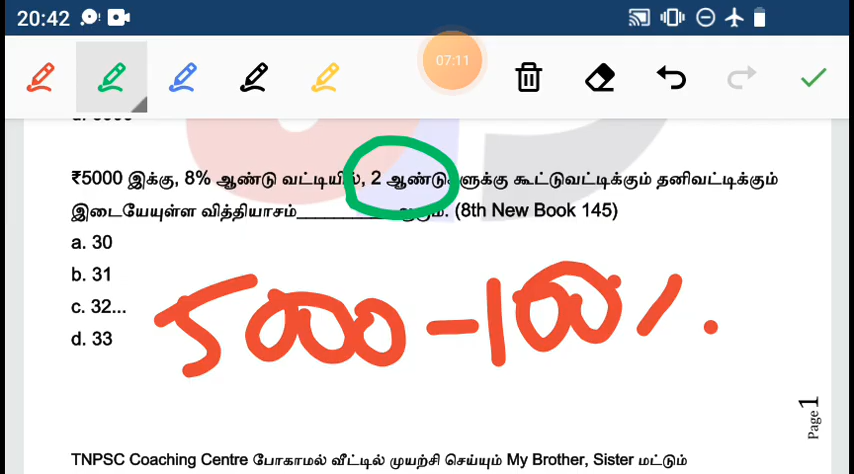 20:42
07:11
₹5000 இக்கு, 8% ஆண்டு வட்டியில், 2 ஆண்டுகளுக்கு கூட்டுவட்டிக்கும் தனிவட்டிக்கும்
இடையேயுள்ள வித்தியாசம்__________ ஆகும். (8th New Book 145)
a. 30
b. 31
c. 32...
d. 33
5000 - 100%.
Page 1
TNPSC Coaching Centre போகாமல் வீட்டில் முயற்சி செய்யும் My Brother, Sister மட்டும்